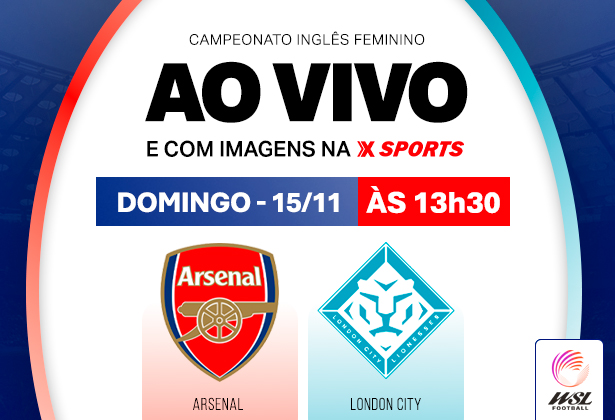 CAMPEONATO INGLÊS FEMININO
AO VIVO
E COM IMAGENS NA X SPORTS
DOMINGO - 15/11 ÀS 13h30
Arsenal
LONDON CITY LIONESSES
ARSENAL
LONDON CITY
WSL
FOOTBALL